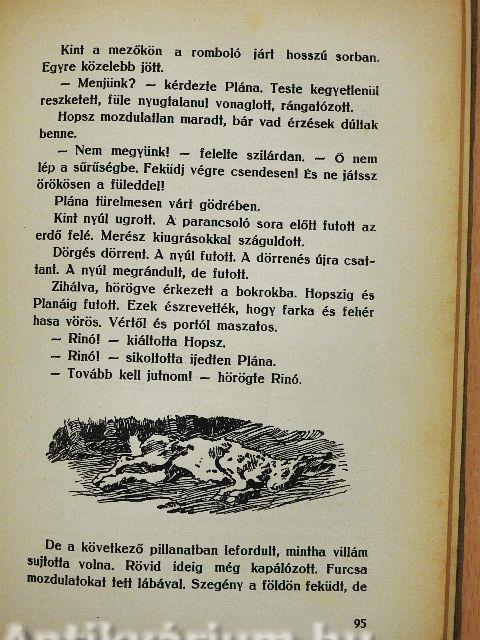 Kint a mezőkön a romboló járt hosszú sorban.
Egyre közelebb jött.
— Menjünk? — kérdezte Plána. Teste kegyetlenül
reszketett, füle nyugtalanul vonaglott, rángatózott.
Hopsz mozdulatlan maradt, bár vad érzések dúltak
benne.
— Nem megyünk! — felelte szilárdan. — Ő nem
lép a sűrűségbe. Feküdj végre csendesen! És ne játssz
örökösen a füleddel!
Plána türelmesen várt gödrében.
Kint nyúl ugrott. A parancsoló sora előtt futott az
erdő felé. Merész kiugrásokkal száguldott.
Dörgés dörrent. A nyúl futott. A dörrenés újra csat-
tant. A nyúl megrándult, de futott.
Zihálva, hörögve érkezett a bokrokba. Hopszig és
Planáig futott. Ezek észrevették, hogy farka és fehér
hasa vörös. Vértől és portól maszatos.
— Rinó! — kiáltotta Hopsz.
— Rinó! — sikoltotta ijedten Plána.
— Tovább kell jutnom! — hörögte Rinó.
De a következő pillanatban lefordult, mintha villám
sujtotta volna. Rövid ideig még kapálózott. Furcsa
mozdulatokat tett lábával. Szegény a földön feküdt, de
95
Antikvárium.hu